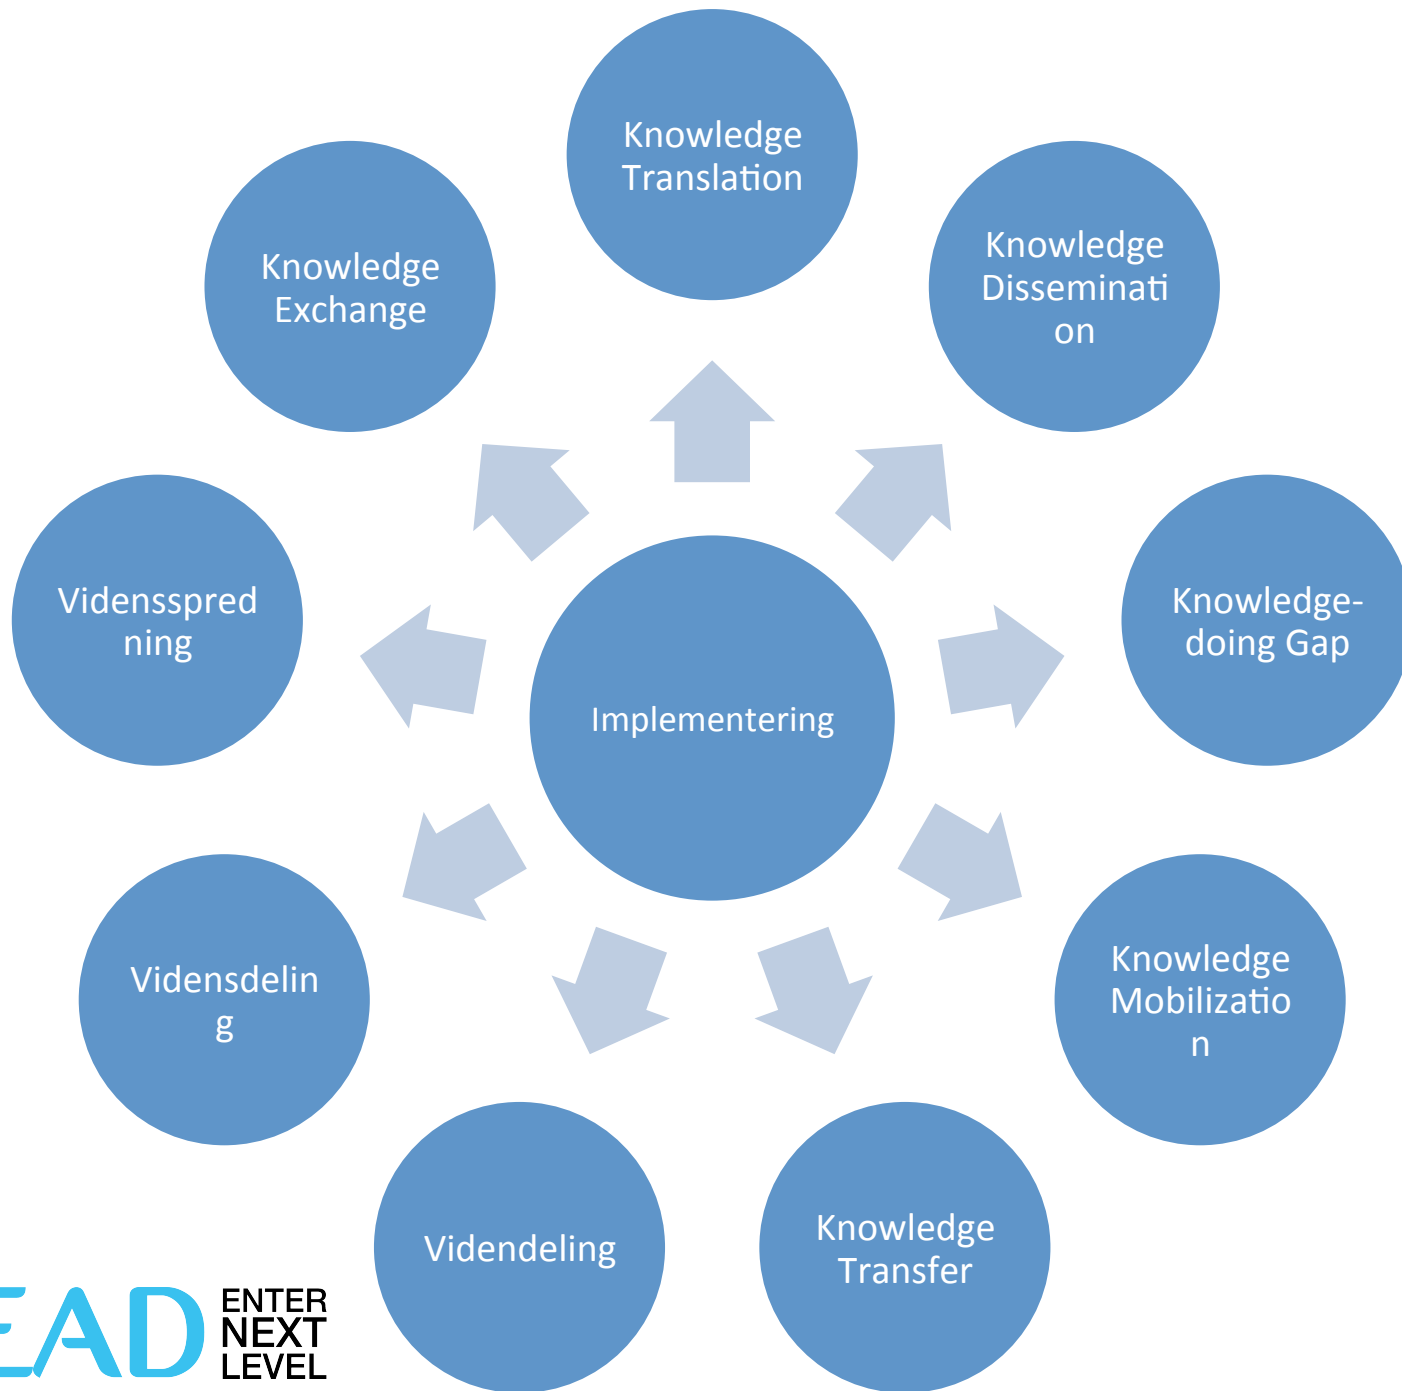 Knowledge
Translation
Knowledge
Disseminati
on
Knowledge-
doing Gap
Knowledge
Mobilizatio
n
Knowledge
Transfer
Videndeling
Vidensdelin
g
Vidensspred
ning
Knowledge
Exchange
Implementering
EAD
ENTER
NEXT
LEVEL